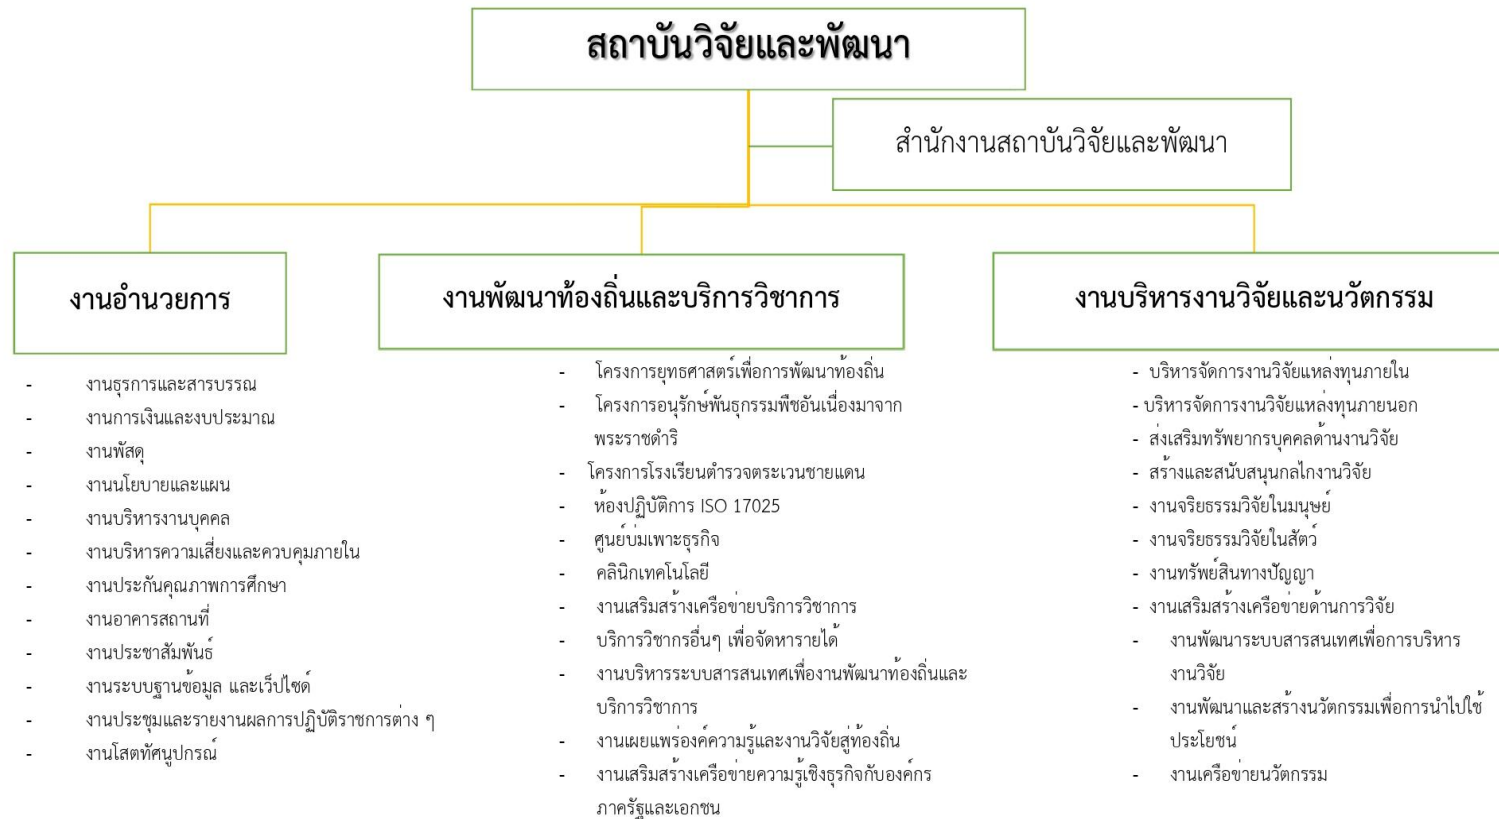 สถาบันวิจัยและพัฒนา
สำนักงานสถาบันวิจัยและพัฒนา
งานอำนวยการ
- งานธุรการและสารบรรณ
- งานการเงินและงบประมาณ
- งานพัสดุ
- งานนโยบายและแผน
- งานบริหารงานบุคคล
- งานบริหารความเสี่ยงและควบคุมภายใน
- งานประกันคุณภาพการศึกษา
- งานอาคารสถานที่
- งานประชาสัมพันธ์
- งานระบบฐานข้อมูล และเว็ปไซด์
- งานประชุมและรายงานผลการปฏิบัติราชการต่าง ๆ
- งานโสตทัศนูปกรณ์
งานพัฒนาท้องถิ่นและบริการวิชาการ
- โครงการยุทธศาสตร์เพื่อการพัฒนาท้องถิ่น
- โครงการอนุรักษ์พันธุกรรมพืชอันเนื่องมาจาก
พระราชดำริ
- โครงการโรงเรียนตำรวจตระเวนชายแดน
- ห้องปฏิบัติการ ISO 17025
- ศูนย์บ่มเพาะธุรกิจ
- คลินิกเทคโนโลยี
- งานเสริมสร้างเครือข่ายบริการวิชาการ
- บริการวิชากรอื่นๆ เพื่อจัดหารายได้
- งานบริหารระบบสารสนเทศเพื่องานพัฒนาท้องถิ่นและ
บริการวิชาการ
- งานเผยแพร่องค์ความรู้และงานวิจัยสู่ท้องถิ่น
- งานเสริมสร้างเครือข่ายความรู้เชิงธุรกิจกับองค์กร
ภาครัฐและเอกชน
งานบริหารงานวิจัยและนวัตกรรม
- บริหารจัดการงานวิจัยแหล่งทุนภายใน
- บริหารจัดการงานวิจัยแหล่งทุนภายนอก
- ส่งเสริมทรัพยากรบุคคลด้านงานวิจัย
- สร้างและสนับสนุนกลไกงานวิจัย
- งานจริยธรรมวิจัยในมนุษย์
- งานจริยธรรมวิจัยในสัตว์
- งานทรัพย์สินทางปัญญา
- งานเสริมสร้างเครือข่ายด้านการวิจัย
- งานพัฒนาระบบสารสนเทศเพื่อการบริหาร
งานวิจัย
- งานพัฒนาและสร้างนวัตกรรมเพื่อการนำไปใช้
ประโยชน์
- งานเครือข่ายนวัตกรรม